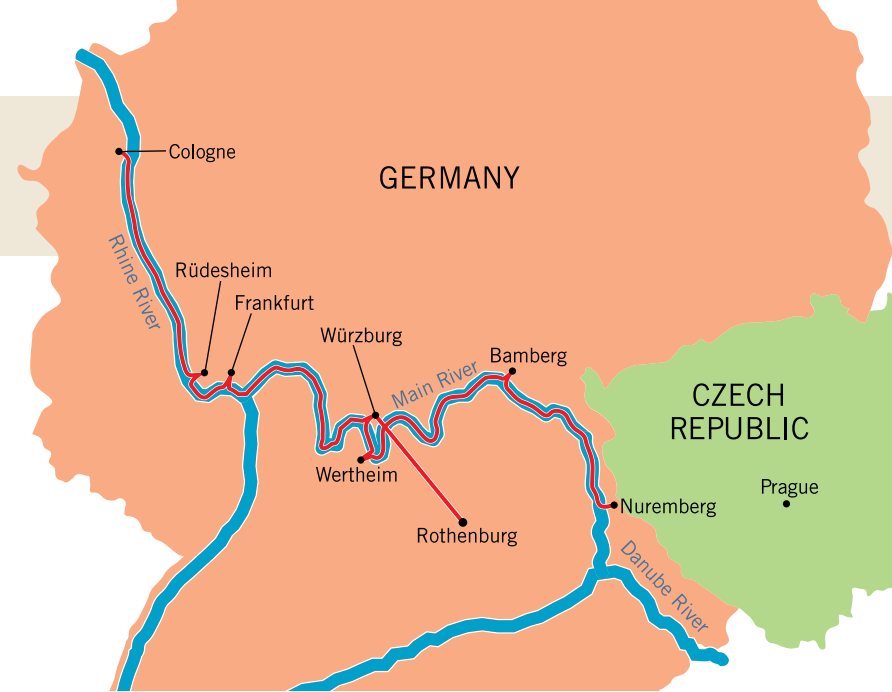 Cologne
GERMANY
Rhine River
Rüdesheim
Frankfurt
Würzburg
Main River
Bamberg
CZECH
REPUBLIC
Wertheim
Prague
Nuremberg
Rothenburg
Danube River